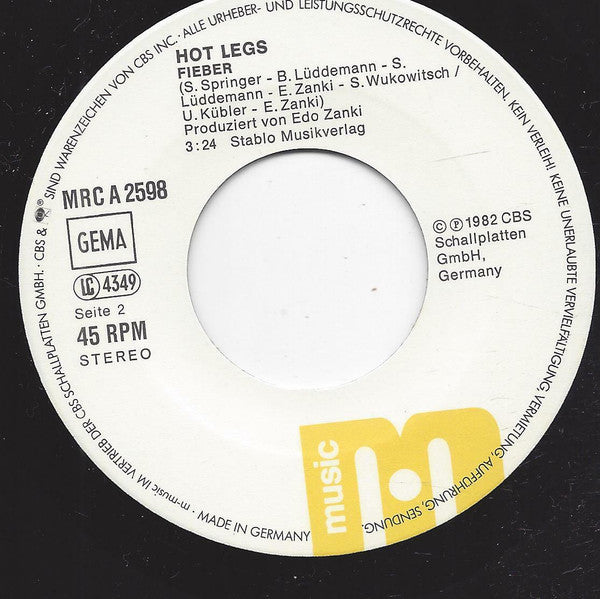 HOT LEGS
FIEBER
(S. Springer - B. Lüddemann - S.
Lüddemann - E. Zanki - S. Wukowitsch /
U. Kübler - E. Zanki)
Produziert von Edo Zanki
3:24 Stablo Musikverlag
MRC A 2598
GEMA
LC 4349
Seite 2
45 RPM
STEREO
© ℗ 1982 CBS
Schallplatten
GmbH,
Germany
music
m
m-music IM VERTRIEB DER CBS SCHALLPLATTEN GMBH. · CBS & ® SIND WARENZEICHEN VON CBS INC. · ALLE URHEBER- UND LEISTUNGSSCHUTZRECHTE VORBEHALTEN. KEIN VERLEIH! KEINE UNERLAUBTE VERVIELFÄLTIGUNG, VERMIETUNG, AUFFÜHRUNG, SENDUNG.
· MADE IN GERMANY ·